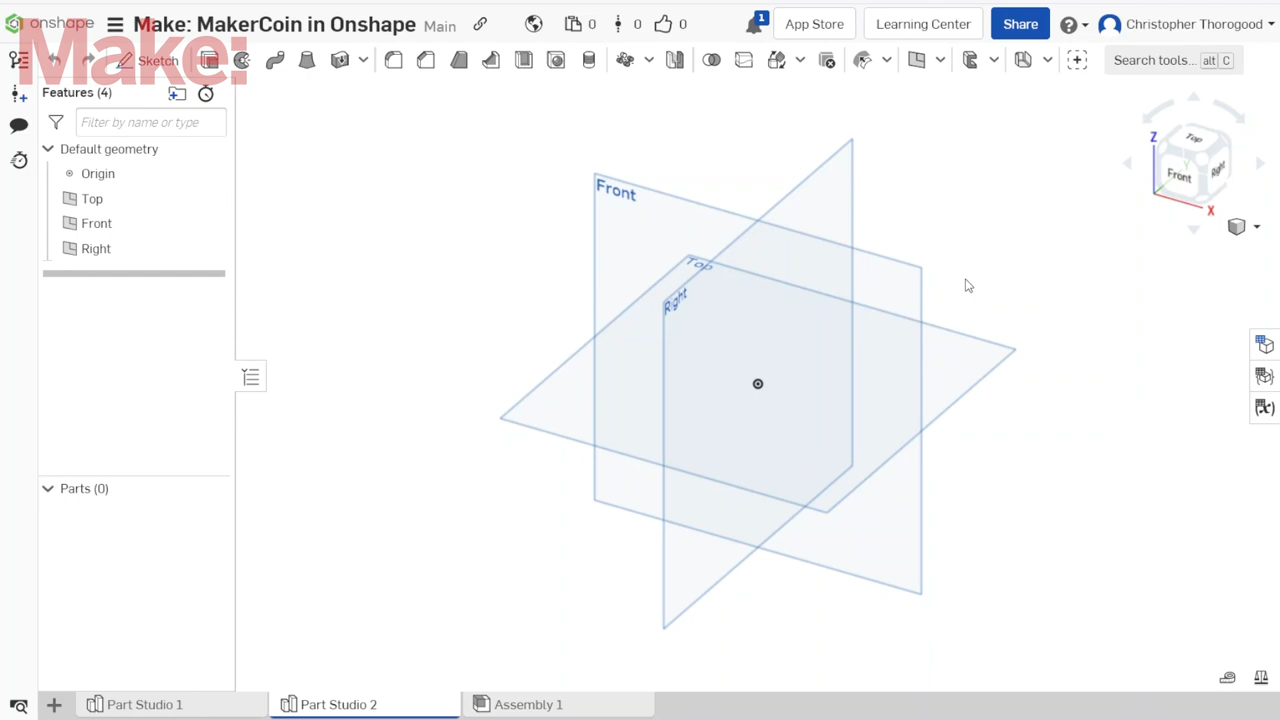 onshape
Make: MakerCoin in Onshape Main
0
0
0
1
App Store
Learning Center
Share
Christopher Thorogood
Make:
Sketch
Search tools... alt C
Features (4)
Filter by name or type
Default geometry
Origin
Top
Front
Right
Parts (0)
Front
Top
Right
Z
Top
Front
Right
Y
X
(x)
Part Studio 1
Part Studio 2
Assembly 1